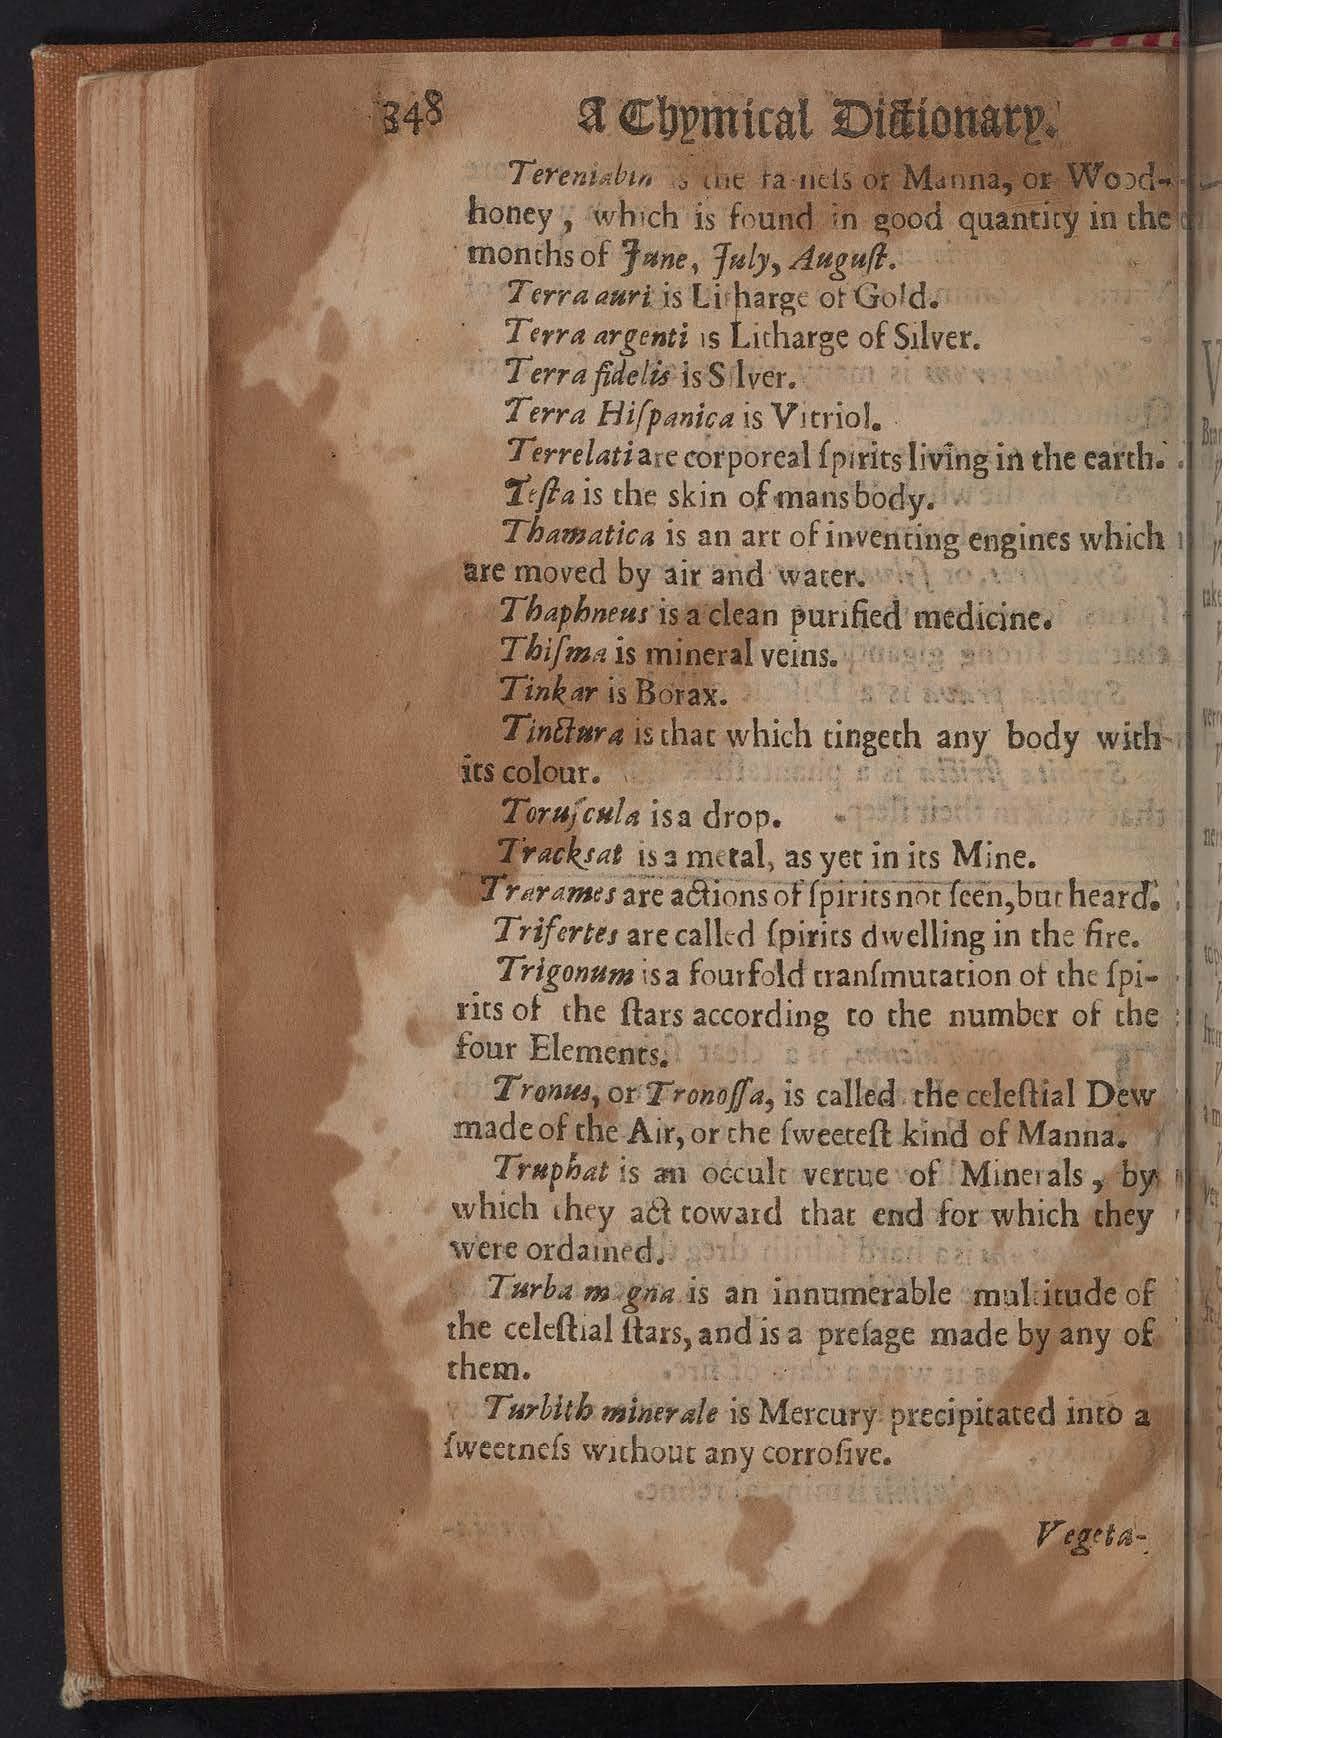 348 A Chymical Dictionary.
Tereniabin is the fatnes of Manna, or Wood-
honey, which is found in good quantity in the
months of June, July, Auguſt.
Terra auri is Litharge of Gold.
Terra argenti is Litharge of Silver.
Terra fidelis is Silver.
Terra Hiſpanica is Vitriol.
Terrelati are corporeal ſpirits living in the earth.
Teſta is the skin of mans body.
Thamatica is an art of inventing engines which
are moved by air and water.
Thaphneus is a clean purified medicine.
Thiſma is mineral veins.
Tinkar is Borax.
Tinctura is that which tingeth any body with
its colour.
Toruſcula is a drop.
Tracksat is a metal, as yet in its Mine.
Trarames are actions of ſpirits not ſeen, but heard.
Trifertes are called ſpirits dwelling in the fire.
Trigonum is a fourfold tranſmutation of the ſpi-
rits of the ſtars according to the number of the
four Elements.
Tronus, or Tronoſſa, is called the celeſtial Dew
made of the Air, or the ſweeteſt kind of Manna.
Truphat is an occult vertue of Minerals, by
which they act toward that end for which they
were ordained.
Turba magna is an innumerable multitude of
the celeſtial ſtars, and is a preſage made by any of
them.
Turbith minerale is Mercury precipitated into a
ſweetneſs without any corroſive.
Vegeta-